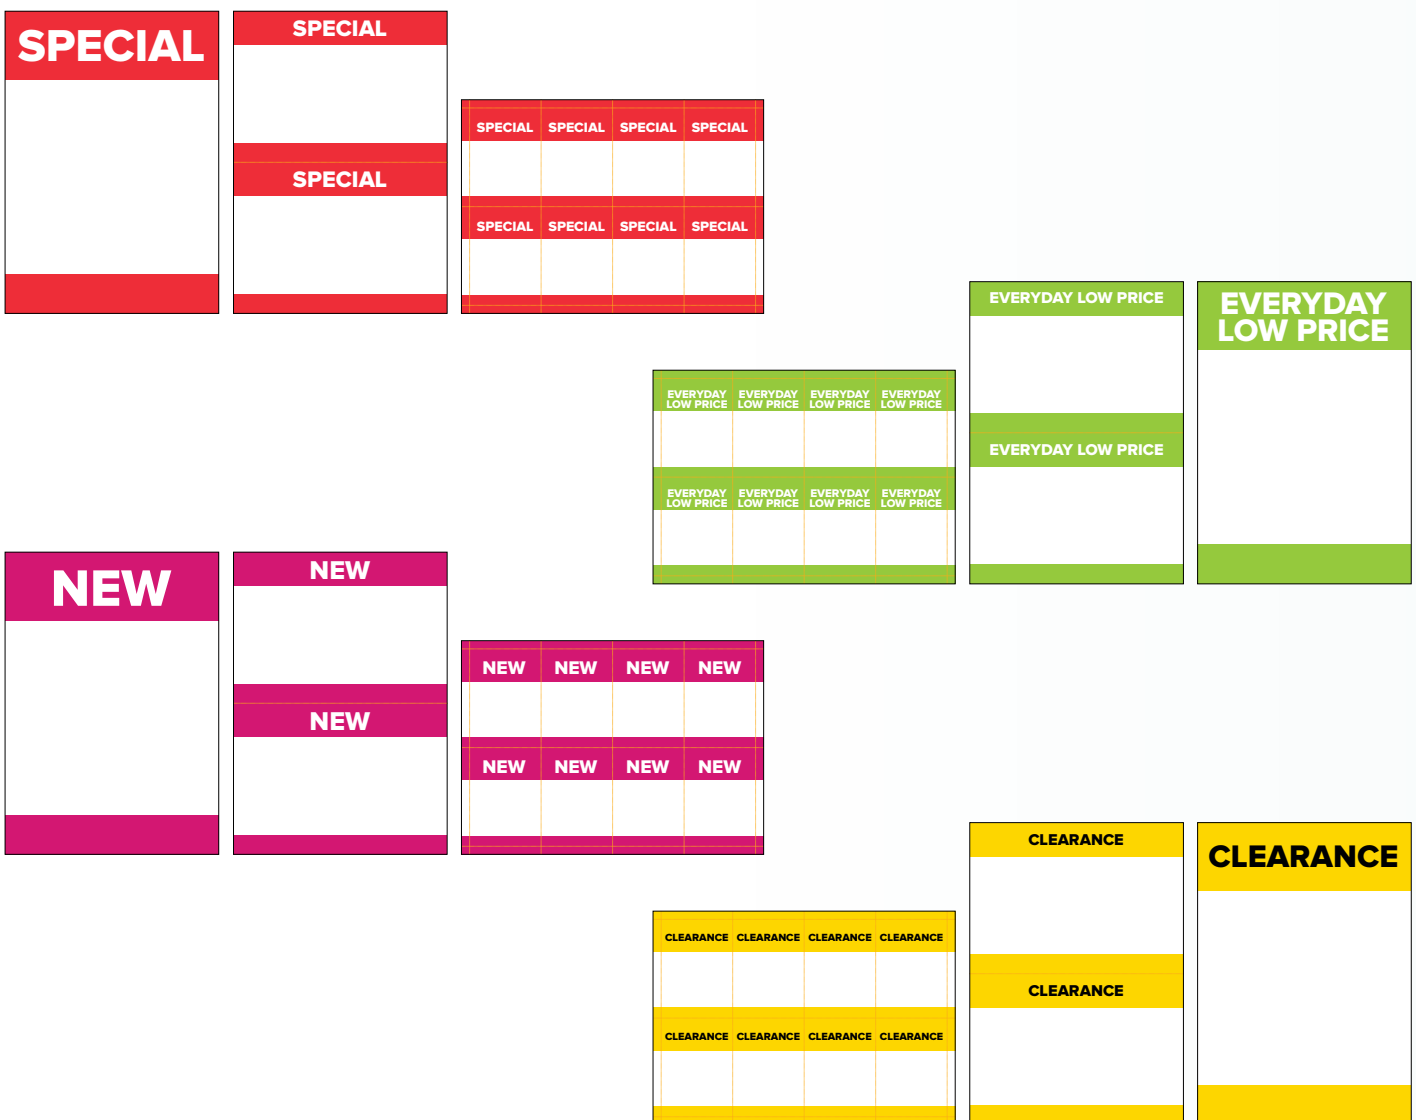 SPECIAL
SPECIAL
SPECIAL
SPECIAL SPECIAL SPECIAL SPECIAL
SPECIAL SPECIAL SPECIAL SPECIAL
EVERYDAY LOW PRICE
EVERYDAY LOW PRICE
EVERYDAY
LOW PRICE
EVERYDAY EVERYDAY EVERYDAY EVERYDAY
LOW PRICE LOW PRICE LOW PRICE LOW PRICE
EVERYDAY EVERYDAY EVERYDAY EVERYDAY
LOW PRICE LOW PRICE LOW PRICE LOW PRICE
NEW
NEW
NEW
NEW NEW NEW NEW
NEW NEW NEW NEW
CLEARANCE
CLEARANCE
CLEARANCE
CLEARANCE CLEARANCE CLEARANCE CLEARANCE
CLEARANCE CLEARANCE CLEARANCE CLEARANCE